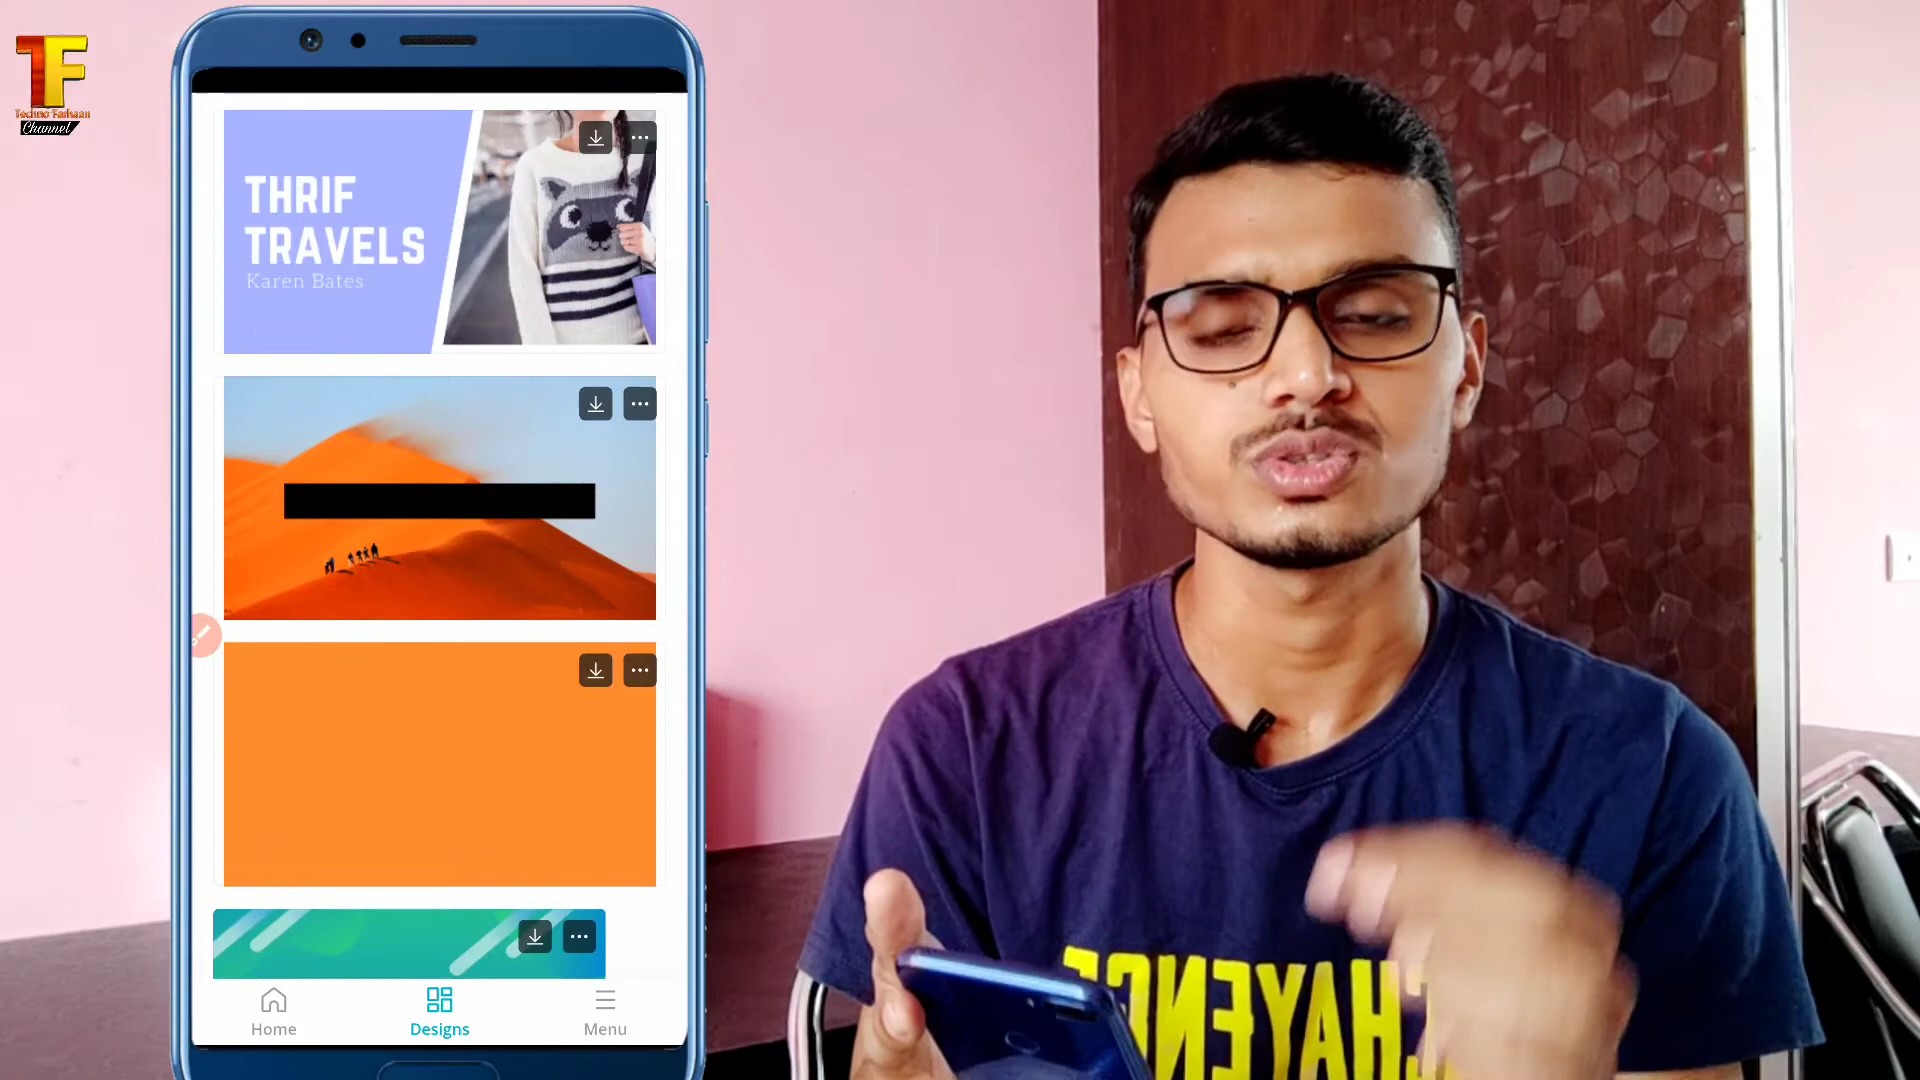 TF
Techno Farhaan
Channel
THRIF
TRAVELS
Karen Bates
Home
Designs
Menu